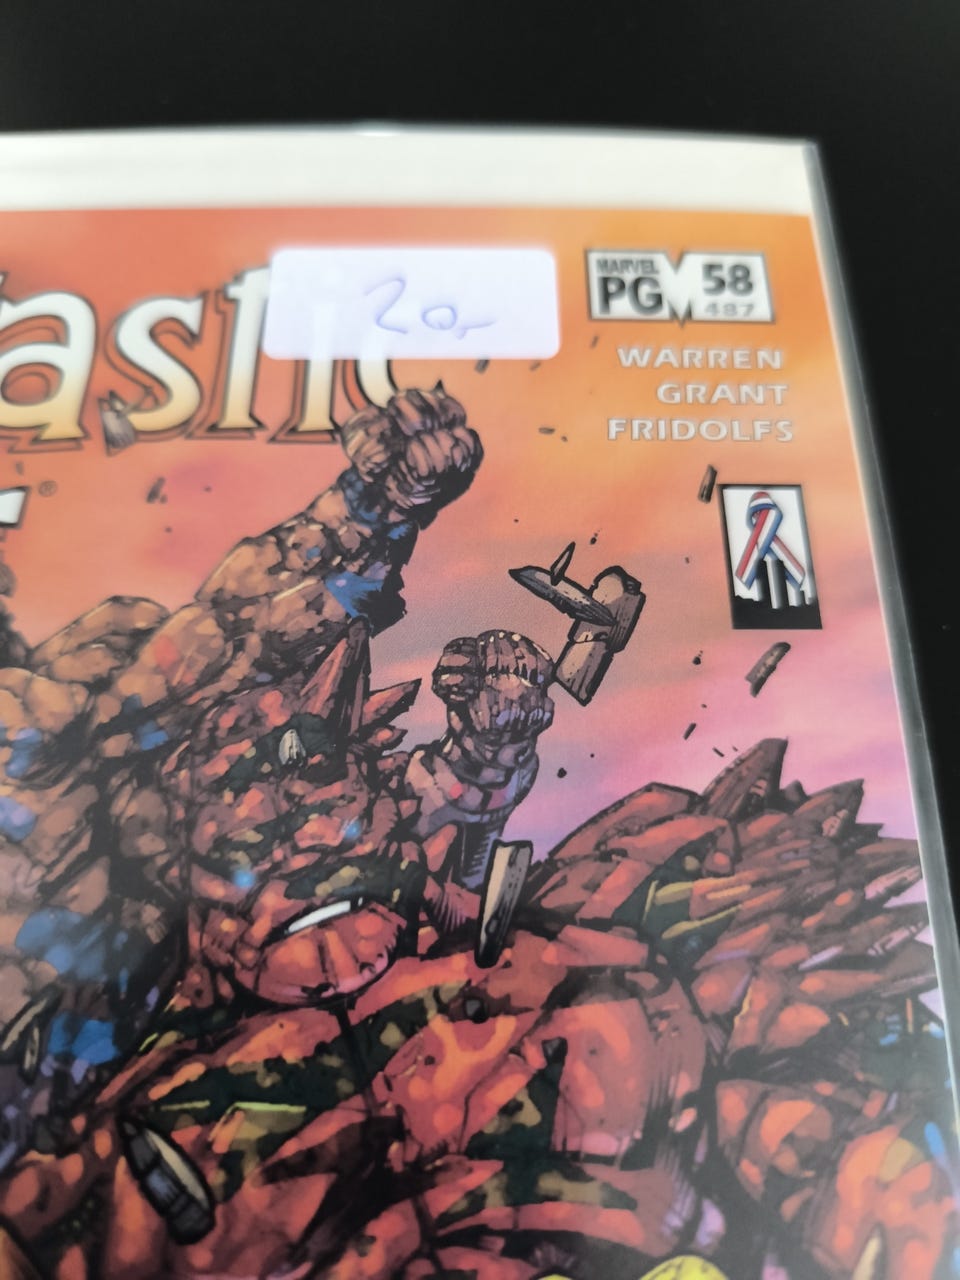 astic
20,-
MARVEL
PG
58
487
WARREN
GRANT
FRIDOLFS
®